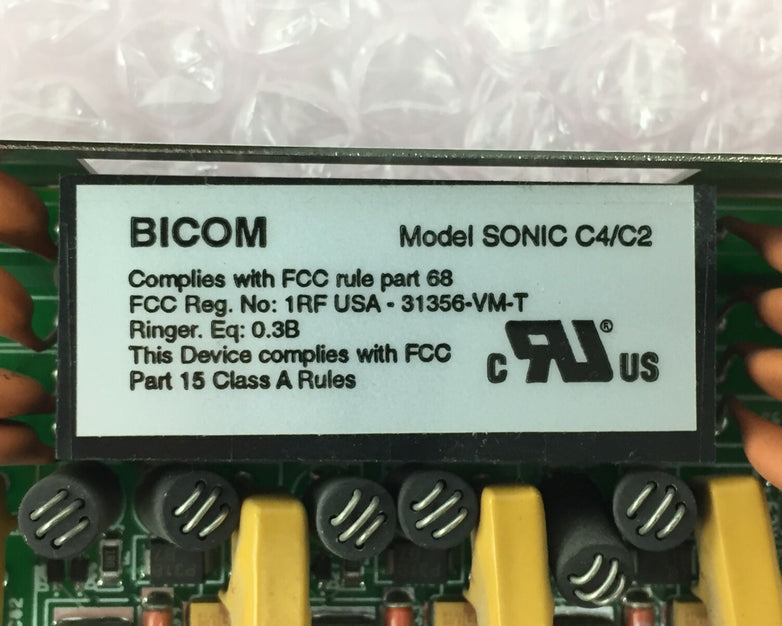 BICOM Model SONIC C4/C2
Complies with FCC rule part 68
FCC Reg. No: 1RF USA - 31356-VM-T
Ringer. Eq: 0.3B
This Device complies with FCC
Part 15 Class A Rules
C RU® US